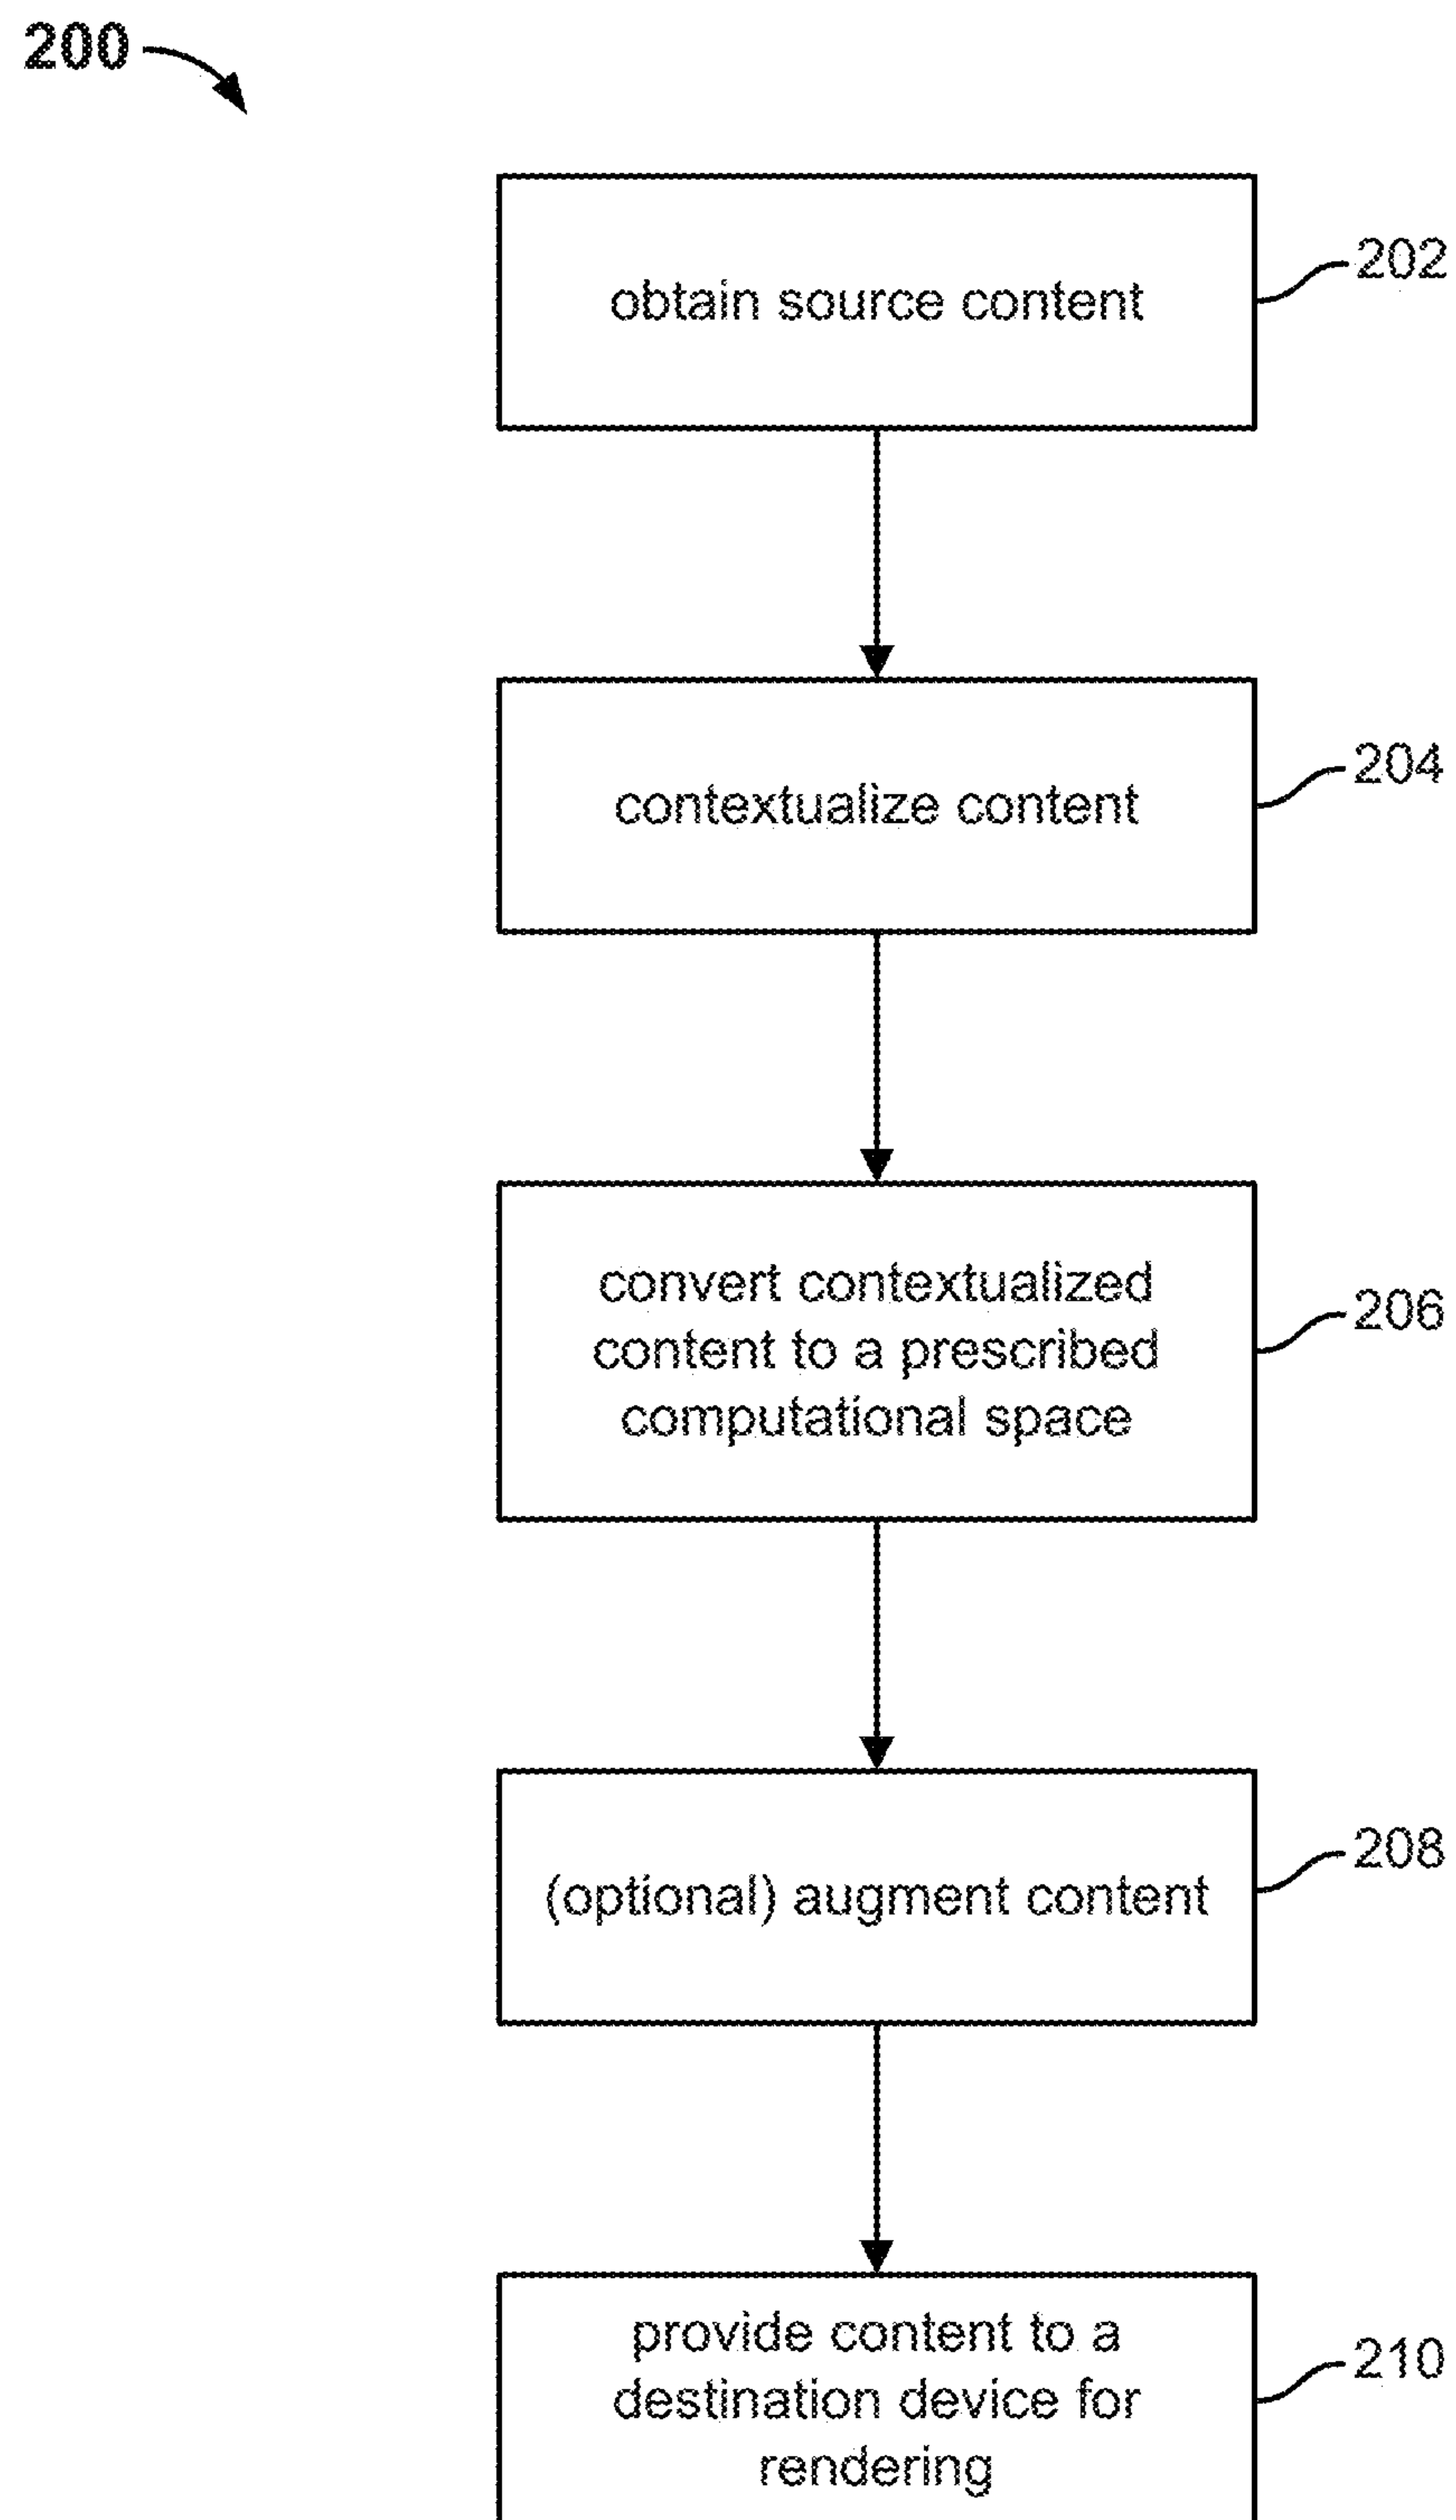 200
obtain source content
202
contextualize content
204
convert contextualized
content to a prescribed
computational space
206
(optional) augment content
208
provide content to a
destination device for
rendering
210